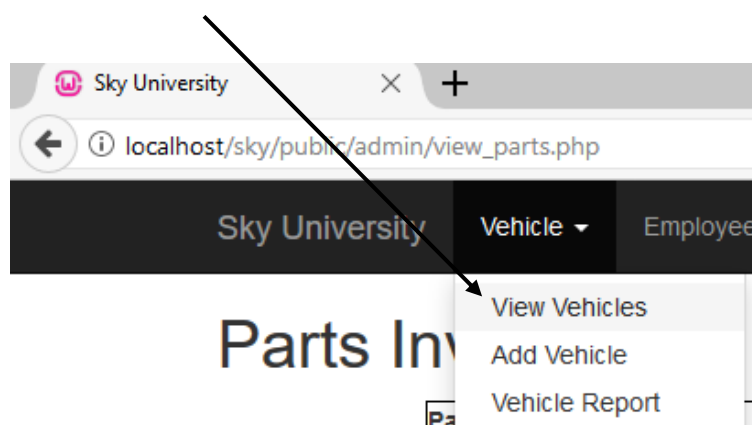 Sky University
localhost/sky/public/admin/view_parts.php
Sky University Vehicle Employee
View Vehicles
Parts Inv
Add Vehicle
Vehicle Report
Pa